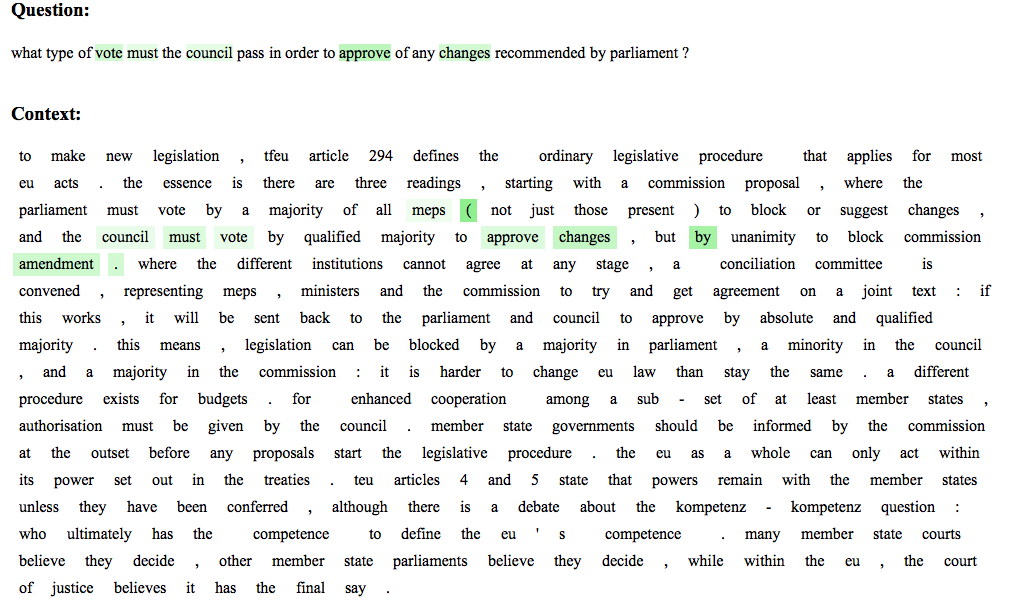 Question:
what type of vote must the council pass in order to approve of any changes recommended by parliament ?
Context:
to make new legislation , tfeu article 294 defines the ordinary legislative procedure that applies for most
eu acts . the essence is there are three readings , starting with a commission proposal , where the
parliament must vote by a majority of all meps ( not just those present ) to block or suggest changes ,
and the council must vote by qualified majority to approve changes , but by unanimity to block commission
amendment . where the different institutions cannot agree at any stage , a conciliation committee is
convened , representing meps , ministers and the commission to try and get agreement on a joint text : if
this works , it will be sent back to the parliament and council to approve by absolute and qualified
majority . this means , legislation can be blocked by a majority in parliament , a minority in the council
, and a majority in the commission : it is harder to change eu law than stay the same . a different
procedure exists for budgets . for enhanced cooperation among a sub - set of at least member states ,
authorisation must be given by the council . member state governments should be informed by the commission
at the outset before any proposals start the legislative procedure . the eu as a whole can only act within
its power set out in the treaties . teu articles 4 and 5 state that powers remain with the member states
unless they have been conferred , although there is a debate about the kompetenz - kompetenz question :
who ultimately has the competence to define the eu ' s competence . many member state courts
believe they decide , other member state parliaments believe they decide , while within the eu , the court
of justice believes it has the final say .